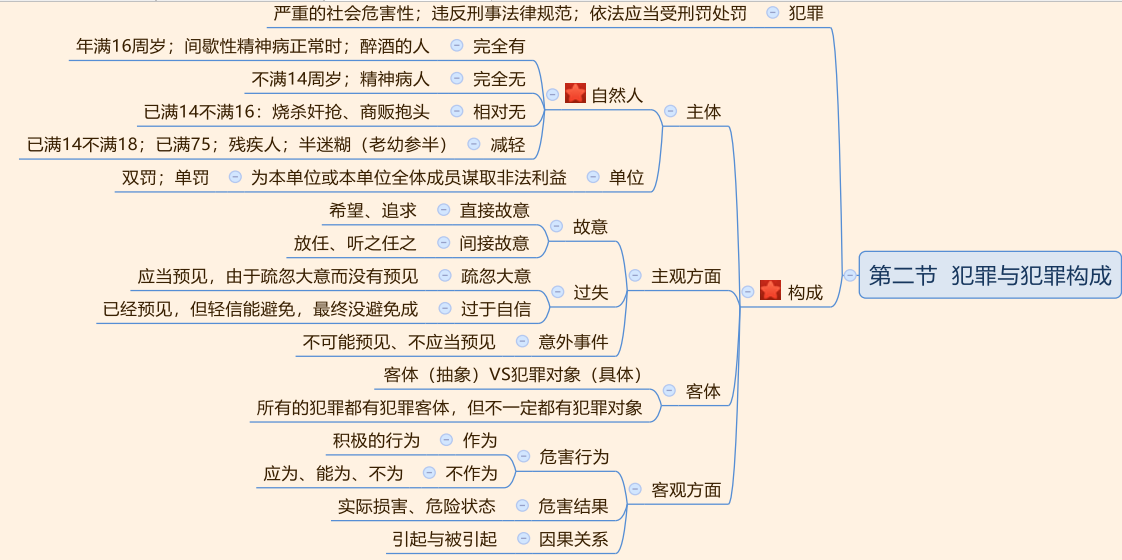 严重的社会危害性；违反刑事法律规范；依法应当受刑罚处罚 犯罪
年满16周岁；间歇性精神病正常时；醉酒的人 完全有
不满14周岁；精神病人 完全无
自然人
已满14不满16：烧杀奸抢、商贩抱头 相对无
主体
已满14不满18；已满75；残疾人；半迷糊（老幼参半） 减轻
双罚；单罚 为本单位或本单位全体成员谋取非法利益 单位
希望、追求 直接故意
故意
放任、听之任之 间接故意
应当预见，由于疏忽大意而没有预见 疏忽大意
主观方面
第二节 犯罪与犯罪构成
过失
构成
已经预见，但轻信能避免，最终没避免成 过于自信
不可能预见、不应当预见 意外事件
客体（抽象）VS犯罪对象（具体）
客体
所有的犯罪都有犯罪客体，但不一定都有犯罪对象
积极的行为 作为
危害行为
应为、能为、不为 不作为
客观方面
实际损害、危险状态 危害结果
引起与被引起 因果关系